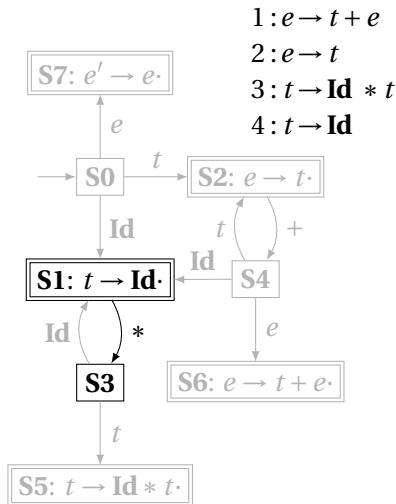 1 : e → t + e
2 : e → t
3 : t → Id ∗ t
4 : t → Id
S7: e′ → e·
e
S0
t
S2: e → t·
Id
t
+
S1: t → Id·
Id
S4
Id
∗
e
S3
S6: e → t + e·
t
S5: t → Id ∗ t·